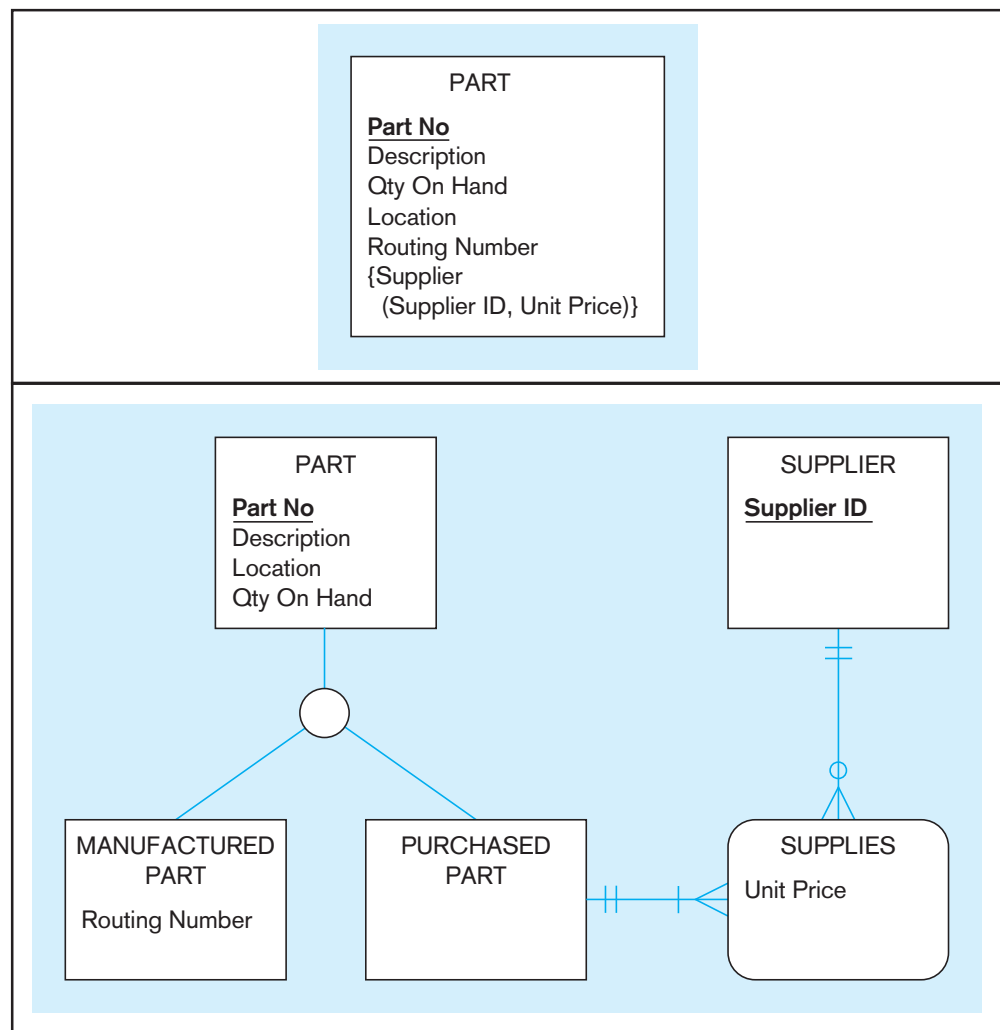 PART
Part No
Description
Qty On Hand
Location
Routing Number
{Supplier
(Supplier ID, Unit Price)}
PART
Part No
Description
Location
Qty On Hand
SUPPLIER
Supplier ID
MANUFACTURED
PART
Routing Number
PURCHASED
PART
SUPPLIES
Unit Price